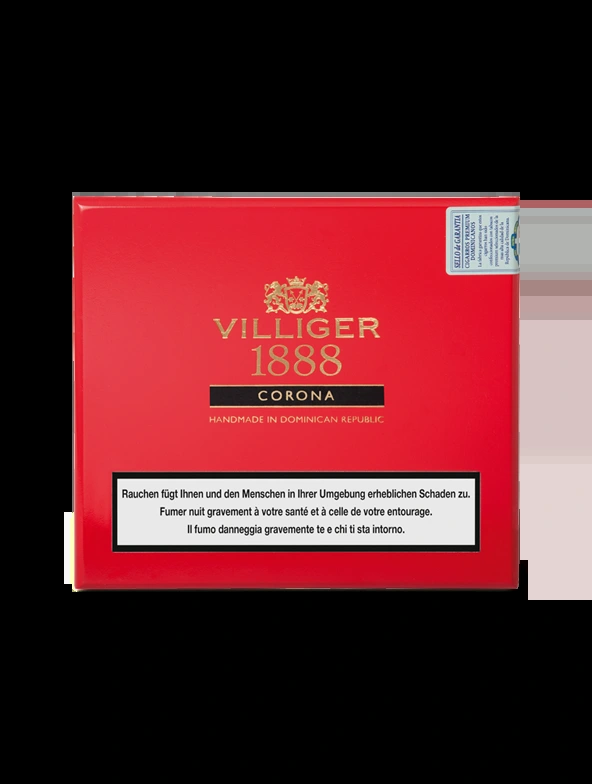 VILLIGER
1888
CORONA
HANDMADE IN DOMINICAN REPUBLIC
Rauchen fügt Ihnen und den Menschen in Ihrer Umgebung erheblichen Schaden zu.
Fumer nuit gravement à votre santé et à celle de votre entourage.
Il fumo danneggia gravemente te e chi ti sta intorno.
SELLO de GARANTIA
CIGARROS PREMIUM
DOMINICANOS